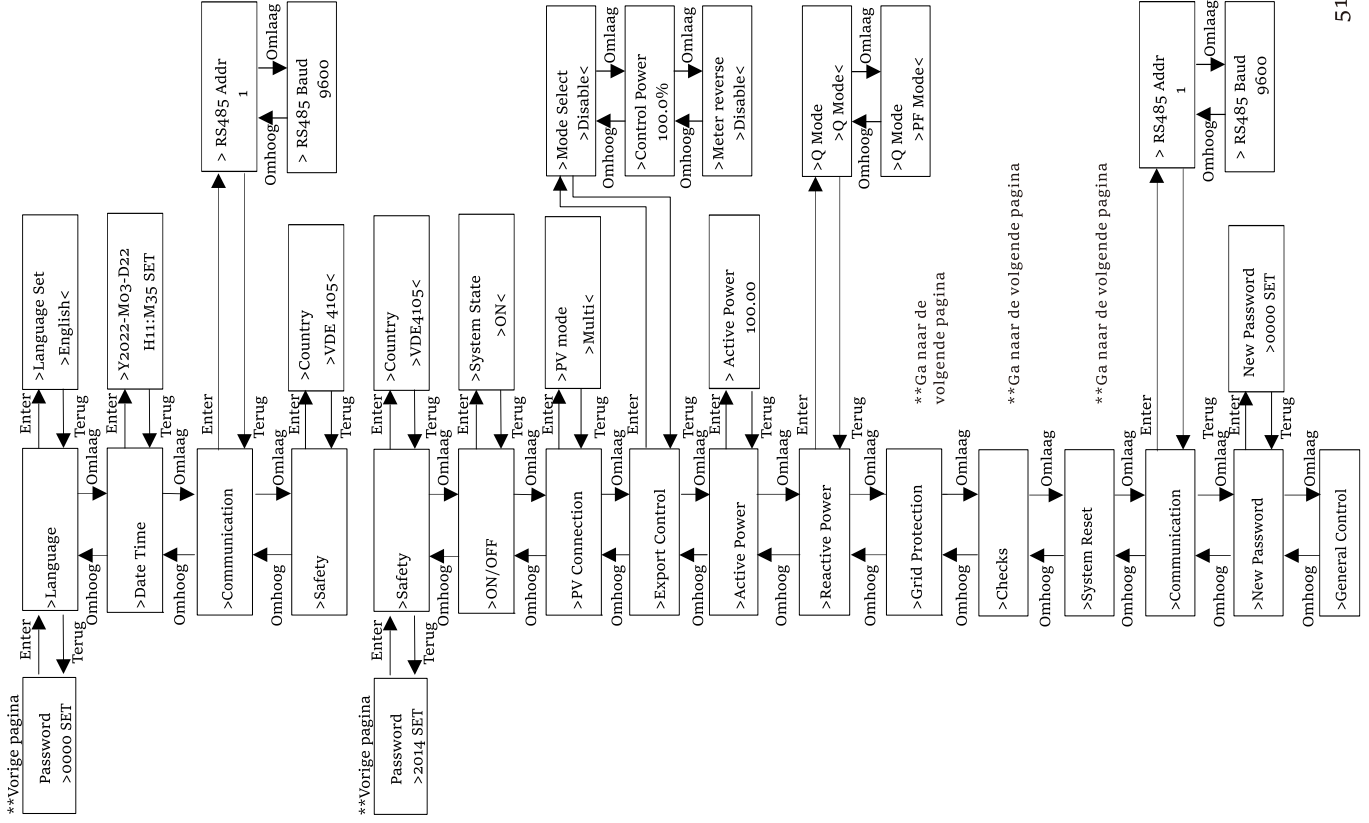 **Vorige pagina
Password
>0000 SET
Enter
Terug
>Language
Enter
Terug
>Language Set
>English<
Omhoog
Omlaag
>Date Time
Enter
Terug
>Y2022-M03-D22
H11:M35 SET
Omhoog
Omlaag
>Communication
Enter
Terug
> RS485 Addr
1
Omhoog
Omlaag
> RS485 Baud
9600
Omhoog
Omlaag
>Safety
Enter
Terug
>Country
>VDE 4105<
**Vorige pagina
Password
>2014 SET
Enter
Terug
>Safety
Enter
Terug
>Country
>VDE4105<
Omhoog
Omlaag
>ON/OFF
Enter
Terug
>System State
>ON<
Omhoog
Omlaag
>PV Connection
Enter
Terug
>PV mode
>Multi<
Omhoog
Omlaag
>Export Control
Enter
Terug
>Mode Select
>Disable<
Omhoog
Omlaag
>Control Power
100.0%
Omhoog
Omlaag
>Meter reverse
>Disable<
Omhoog
Omlaag
>Active Power
Enter
Terug
> Active Power
100.00
Omhoog
Omlaag
>Reactive Power
Enter
Terug
>Q Mode
>Q Mode<
Omhoog
Omlaag
>Q Mode
>PF Mode<
Omhoog
Omlaag
>Grid Protection
**Ga naar de
volgende pagina
Omhoog
Omlaag
>Checks
**Ga naar de volgende pagina
Omhoog
Omlaag
>System Reset
**Ga naar de volgende pagina
Omhoog
Omlaag
>Communication
Enter
Terug
> RS485 Addr
1
Omhoog
Omlaag
> RS485 Baud
9600
Omhoog
Omlaag
>New Password
Enter
Terug
New Password
>0000 SET
Omhoog
Omlaag
>General Control
51